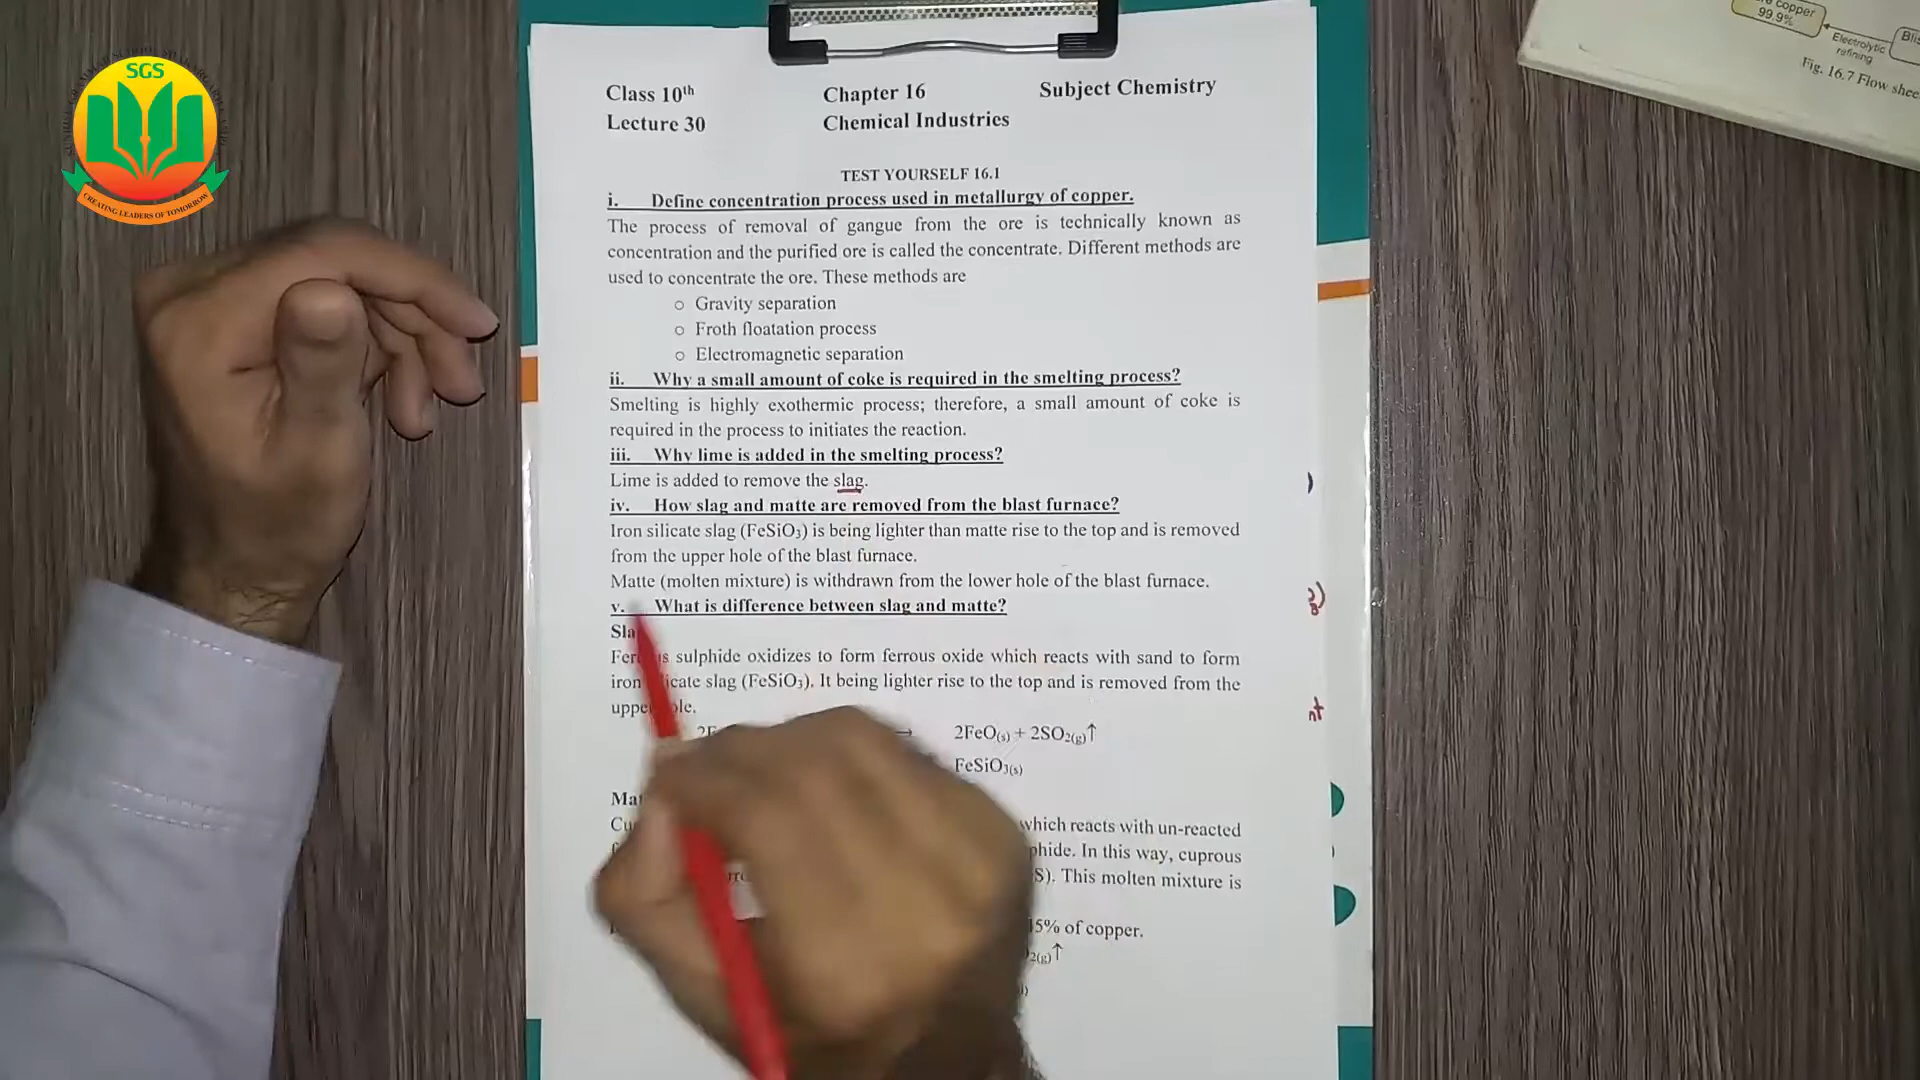 SGS
CREATING LEADERS OF TOMORROW
copper
99.9%
Electrolytic
refining
Fig. 16.7 Flow
Class 10th Chapter 16 Subject Chemistry
Lecture 30 Chemical Industries
TEST YOURSELF 16.1
i. Define concentration process used in metallurgy of copper.
The process of removal of gangue from the ore is technically known as
concentration and the purified ore is called the concentrate. Different methods are
used to concentrate the ore. These methods are
o Gravity separation
o Froth floatation process
o Electromagnetic separation
ii. Why a small amount of coke is required in the smelting process?
Smelting is highly exothermic process; therefore, a small amount of coke is
required in the process to initiates the reaction.
iii. Why lime is added in the smelting process?
Lime is added to remove the slag.
iv. How slag and matte are removed from the blast furnace?
Iron silicate slag (FeSiO₃) is being lighter than matte rise to the top and is removed
from the upper hole of the blast furnace.
Matte (molten mixture) is withdrawn from the lower hole of the blast furnace.
v. What is difference between slag and matte?
sulphide oxidizes to form ferrous oxide which reacts with sand to form
iron slag (FeSiO₃). It being lighter rise to the top and is removed from the
→ 2FeO(s) + 2SO₂(g)↑
FeSiO₃(s)
which reacts with un-reacted
In this way, cuprous
This molten mixture is
of copper.